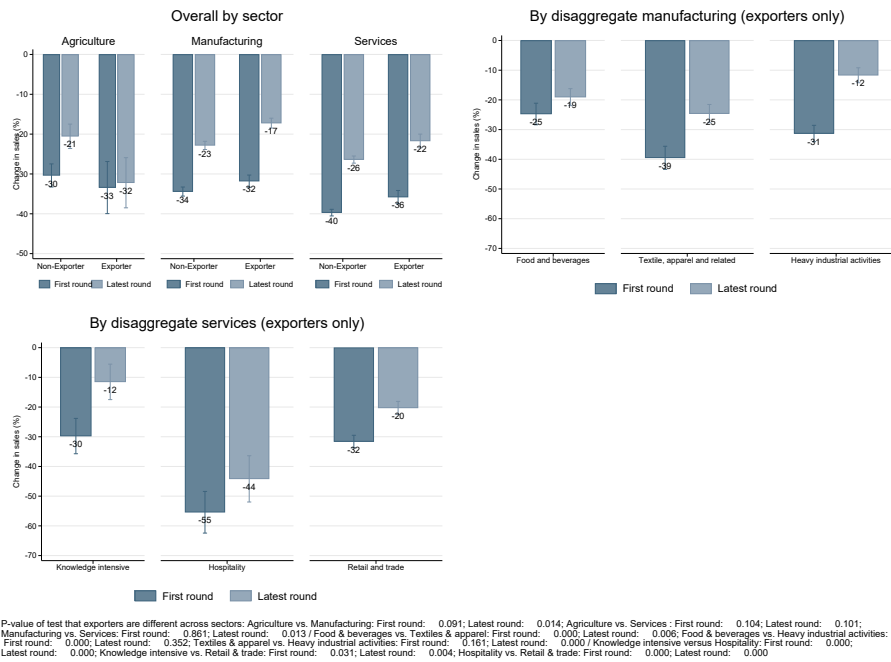 Overall by sector
By disaggregate manufacturing (exporters only)
Agriculture
Manufacturing
Services
Change in sales (%)
0
-10
-20
-30
-40
-50
-30
-21
-33
-32
-34
-23
-32
-17
-40
-26
-36
-22
Non-Exporter
Exporter
Non-Exporter
Exporter
Non-Exporter
Exporter
First round
Latest round
First round
Latest round
First round
Latest round
Change in sales (%)
0
-10
-20
-30
-40
-50
-60
-70
-25
-19
-39
-25
-31
-12
Food and beverages
Textile, apparel and related
Heavy industrial activities
First round
Latest round
By disaggregate services (exporters only)
Change in sales (%)
0
-10
-20
-30
-40
-50
-60
-70
-30
-12
-55
-44
-32
-20
Knowledge intensive
Hospitality
Retail and trade
First round
Latest round
P-value of test that exporters are different across sectors: Agriculture vs. Manufacturing: First round: 0.091; Latest round: 0.014; Agriculture vs. Services : First round: 0.104; Latest round: 0.101;
Manufacturing vs. Services: First round: 0.861; Latest round: 0.013 / Food & beverages vs. Textiles & apparel: First round: 0.000; Latest round: 0.006; Food & beverages vs. Heavy industrial activities:
First round: 0.000; Latest round: 0.352; Textiles & apparel vs. Heavy industrial activities: First round: 0.161; Latest round: 0.000 / Knowledge intensive versus Hospitality: First round: 0.000;
Latest round: 0.000; Knowledge intensive vs. Retail & trade: First round: 0.031; Latest round: 0.004; Hospitality vs. Retail & trade: First round: 0.000; Latest round: 0.000